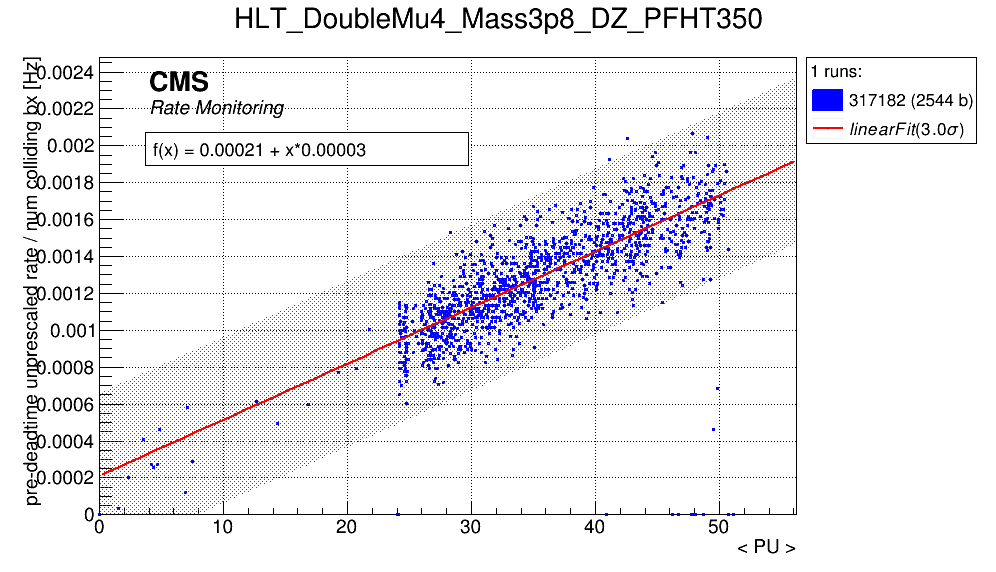 HLT_DoubleMu4_Mass3p8_DZ_PFHT350
pre-deadtime unprescaled rate / num colliding bx [Hz]
0.0024
0.0022
0.002
0.0018
0.0016
0.0014
0.0012
0.001
0.0008
0.0006
0.0004
0.0002
0
CMS
Rate Monitoring
f(x) = 0.00021 + x*0.00003
0 10 20 30 40 50
< PU >
1 runs:
317182 (2544 b)
linearFit(3.0σ)